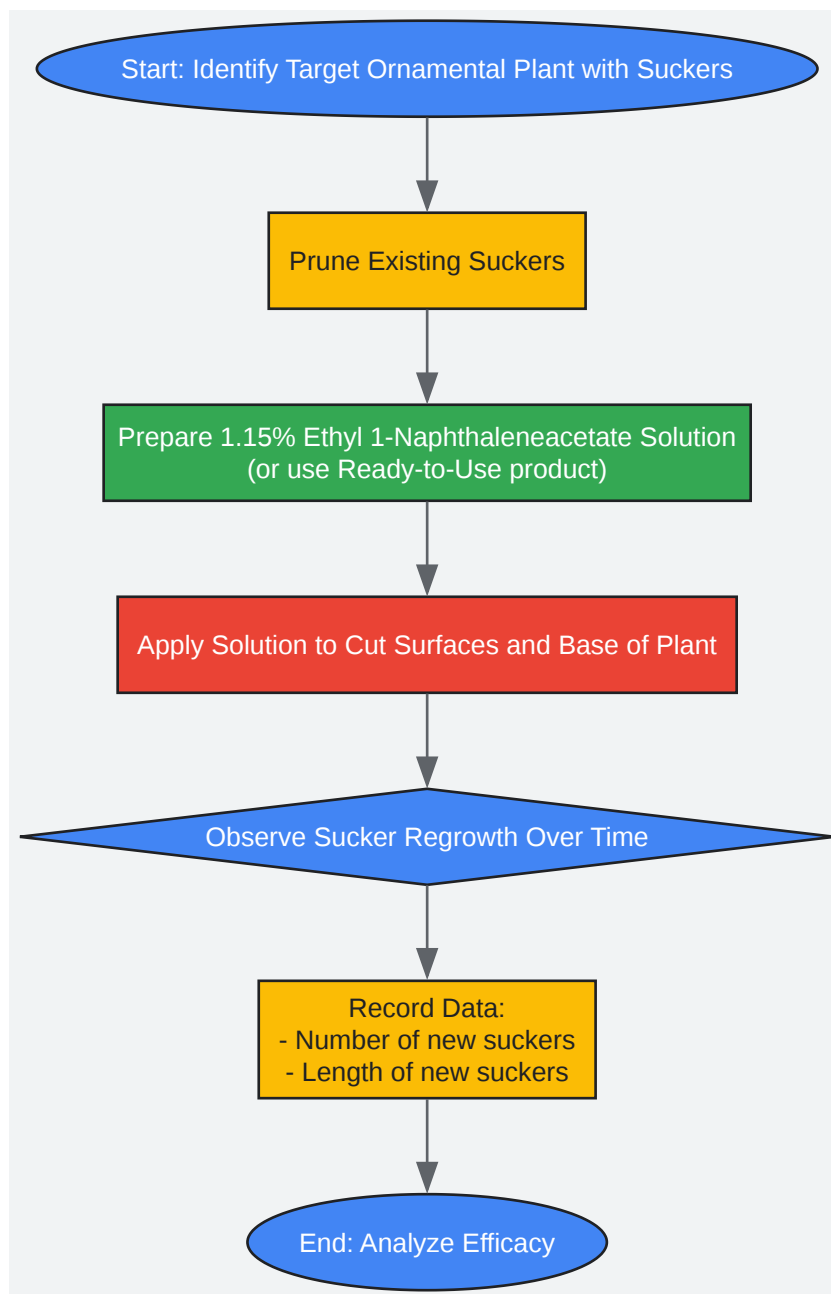 Start: Identify Target Ornamental Plant with Suckers
Prune Existing Suckers
Prepare 1.15% Ethyl 1-Naphthaleneacetate Solution
(or use Ready-to-Use product)
Apply Solution to Cut Surfaces and Base of Plant
Observe Sucker Regrowth Over Time
Record Data:
- Number of new suckers
- Length of new suckers
End: Analyze Efficacy